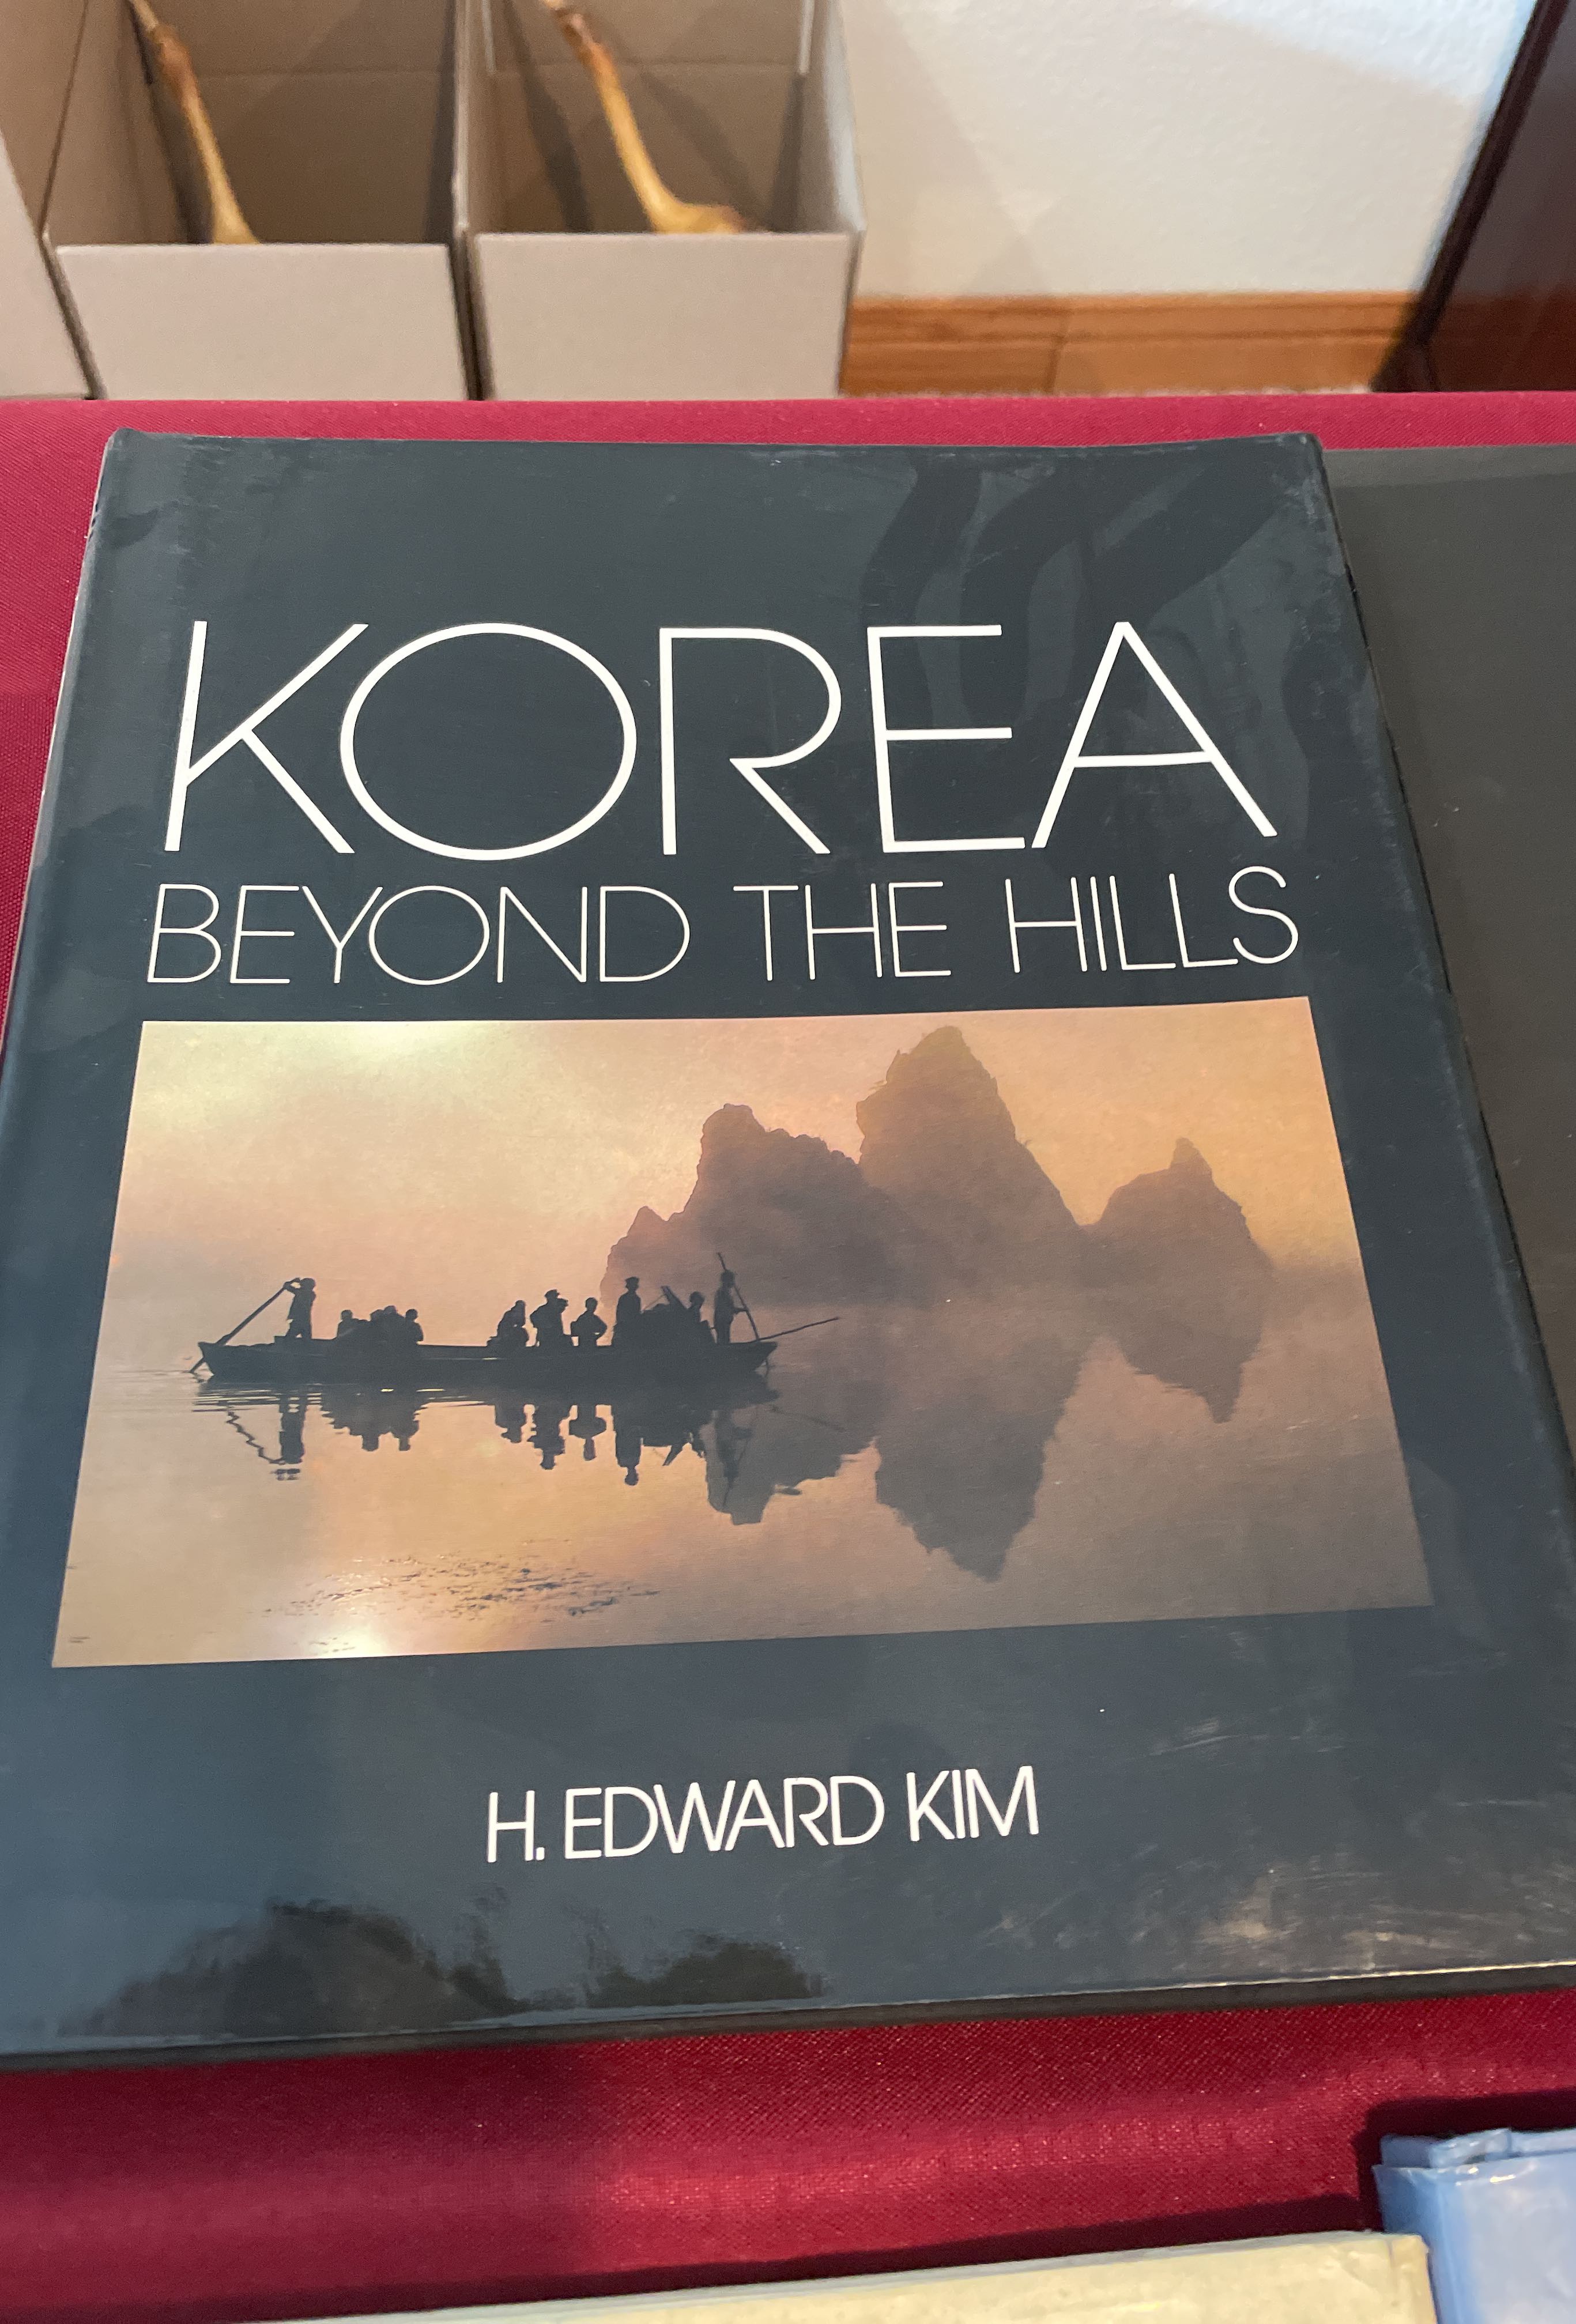 KOREA
BEYOND THE HILLS
H. EDWARD KIM